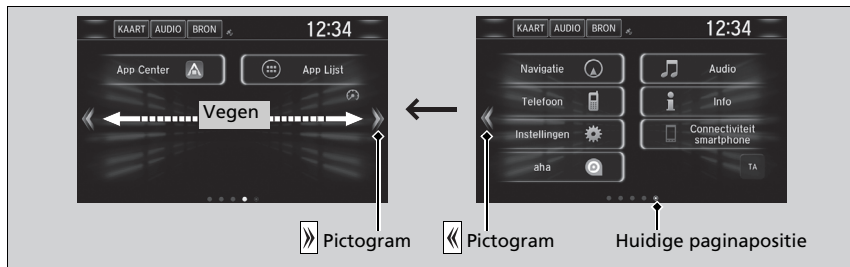 KAART AUDIO BRON 12:34
App Center App Lijst
Vegen
KAART AUDIO BRON 12:34
Navigatie Audio
Telefoon Info
Instellingen Connectiviteit smartphone
aha TA
» Pictogram
« Pictogram
Huidige paginapositie